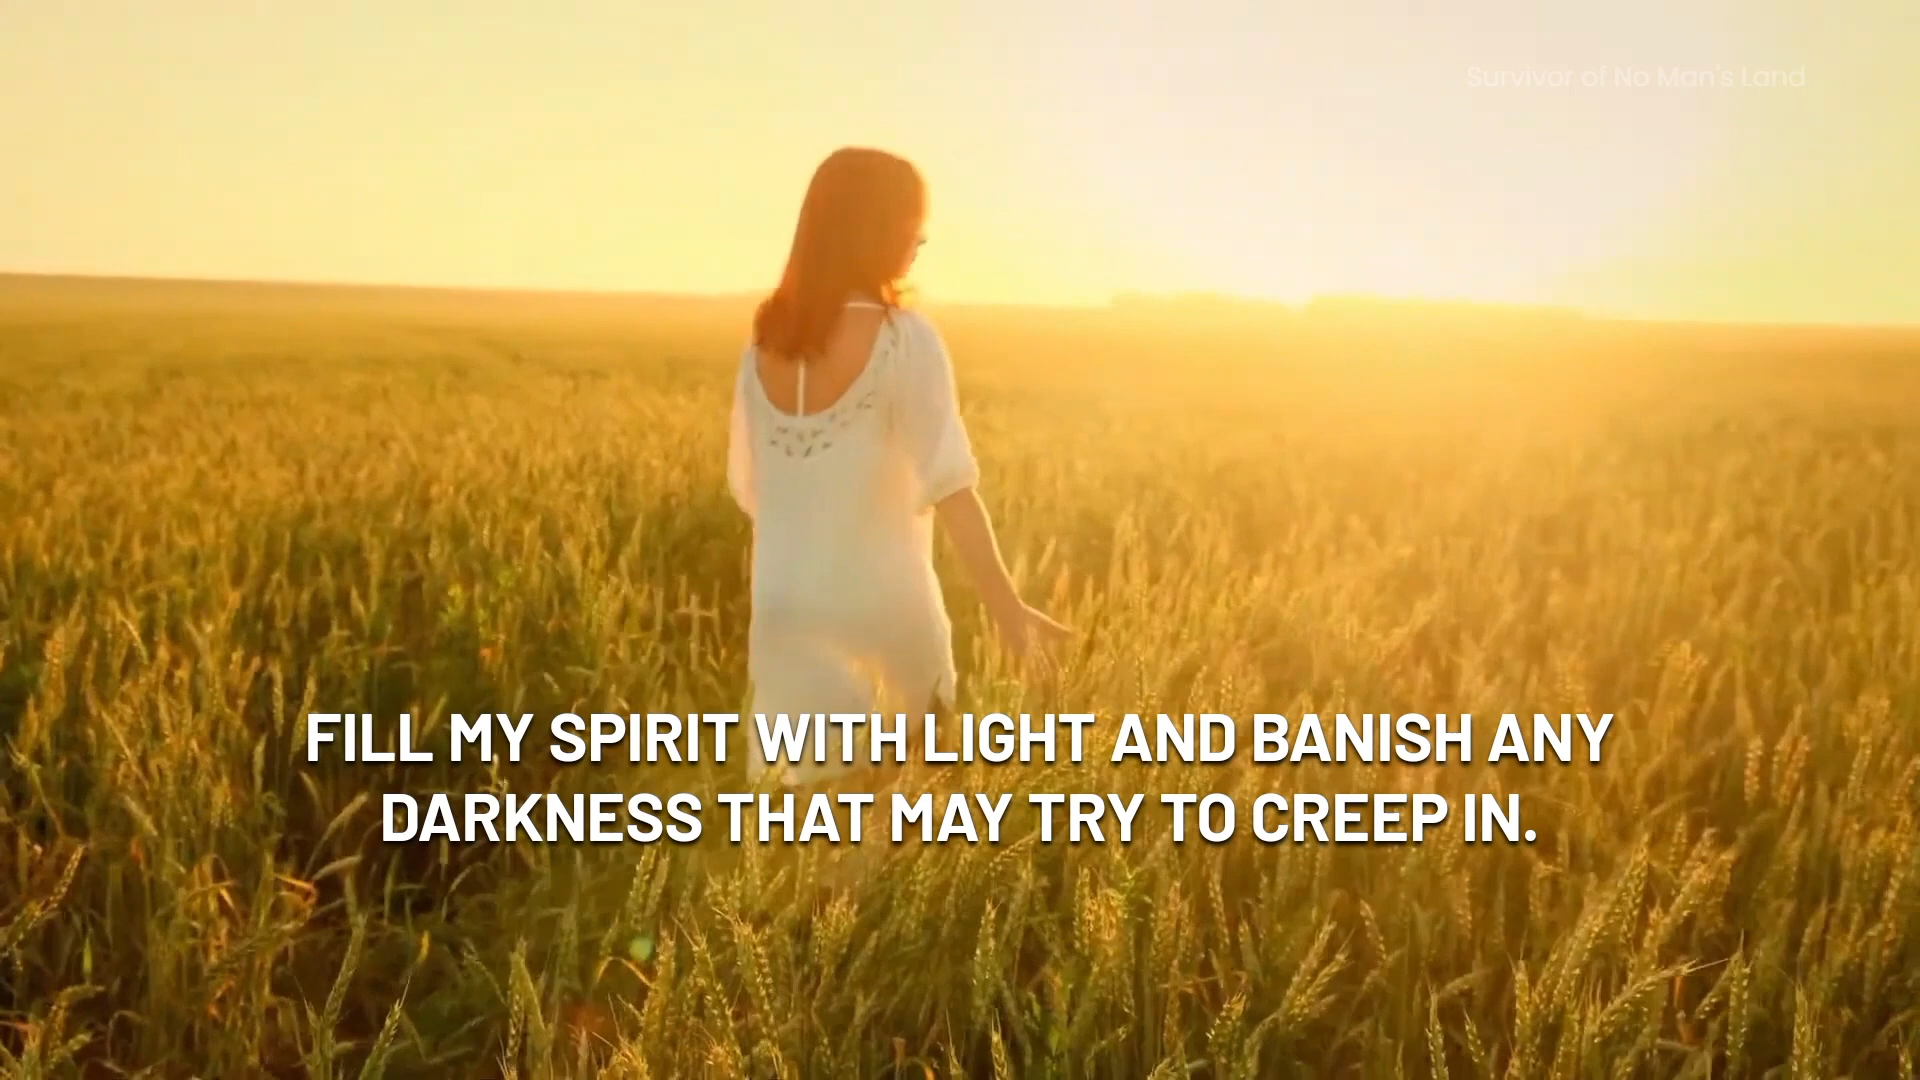 Survivor of No Man's Land
FILL MY SPIRIT WITH LIGHT AND BANISH ANY
DARKNESS THAT MAY TRY TO CREEP IN.